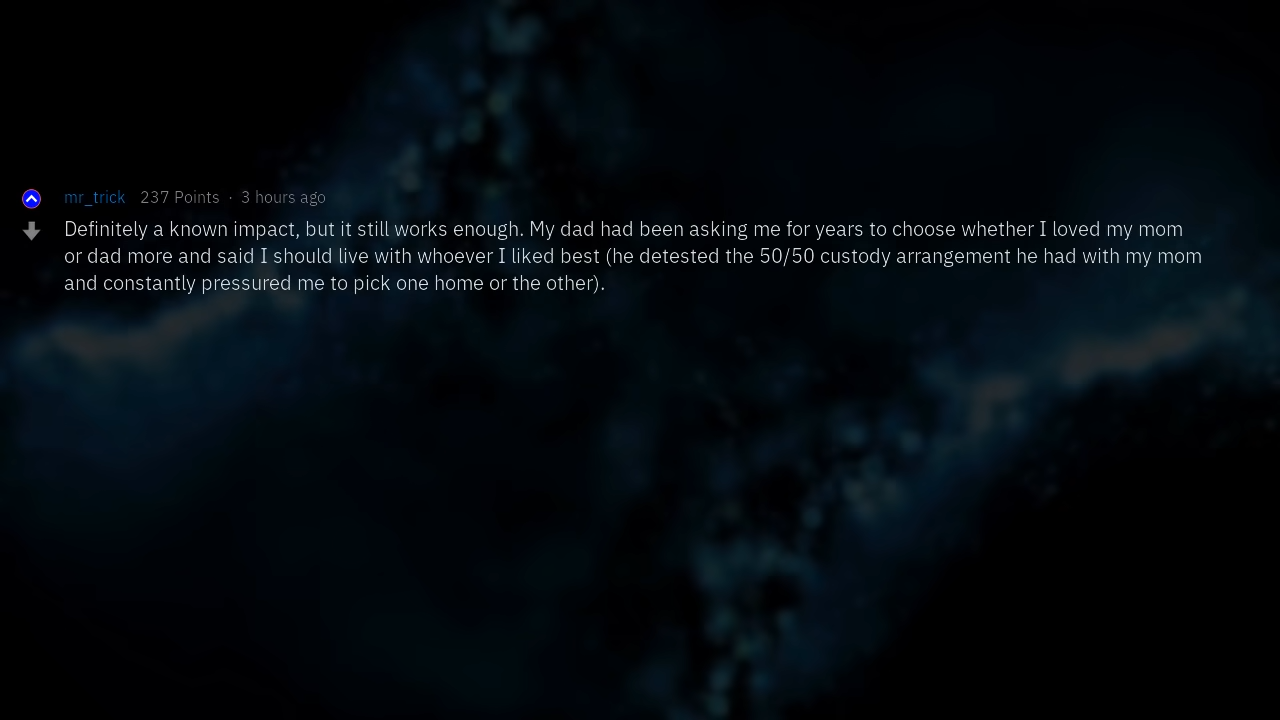 mr_trick 237 Points · 3 hours ago
Definitely a known impact, but it still works enough. My dad had been asking me for years to choose whether I loved my mom
or dad more and said I should live with whoever I liked best (he detested the 50/50 custody arrangement he had with my mom
and constantly pressured me to pick one home or the other).